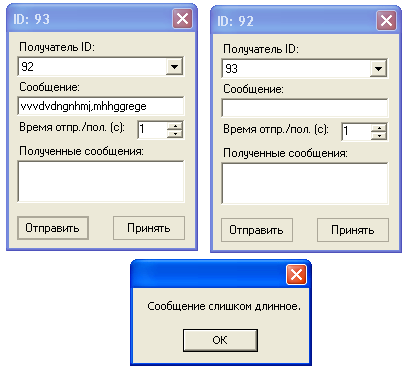 ID: 93
Получатель ID:
92
Сообщение:
vvvdvdngnhmj,mhhggrege
Время отпр./пол. (с): 1
Полученные сообщения:
Отправить Принять
ID: 92
Получатель ID:
93
Сообщение:
Время отпр./пол. (с): 1
Полученные сообщения:
Отправить Принять
Сообщение слишком длинное.
OK